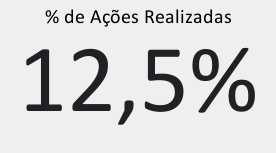 % de Ações Realizadas
12,5%